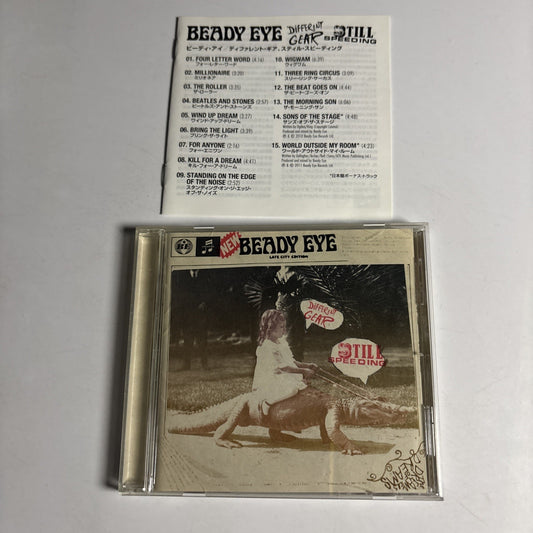 BEADY EYE DIFFERENT GEAR STILL SPEEDING
ビーディ・アイ / ディファレント・ギア、スティル・スピーディング
01. FOUR LETTER WORD (4:16)
フォー・レター・ワード
02. MILLIONAIRE (3:20)
ミリオネア
03. THE ROLLER (3:35)
ザ・ローラー
04. BEATLES AND STONES (2:57)
ビートルズ・アンド・ストーンズ
05. WIND UP DREAM (3:27)
ワインド・アップ・ドリーム
06. BRING THE LIGHT (3:39)
ブリング・ザ・ライト
07. FOR ANYONE (2:16)
フォー・エニワン
08. KILL FOR A DREAM (4:41)
キル・フォー・ア・ドリーム
09. STANDING ON THE EDGE
OF THE NOISE (2:52)
スタンディング・オン・ジ・エッジ・
オブ・ザ・ノイズ
10. WIGWAM (6:39)
ウィグワム
11. THREE RING CIRCUS (3:09)
スリー・リング・サーカス
12. THE BEAT GOES ON (4:44)
ザ・ビート・ゴーズ・オン
13. THE MORNING SON (6:06)
ザ・モーニング・サン
14. SONS OF THE STAGE* (4:48)
サンズ・オブ・ザ・ステージ
15. WORLD OUTSIDE MY ROOM* (4:23)
ワールド・アウトサイド・マイ・ルーム
*日本盤ボーナス・トラック
BE
NEW!
BEADY EYE
LATE CITY EDITION
DIFFERENT
GEAR
STILL
SPEEDING